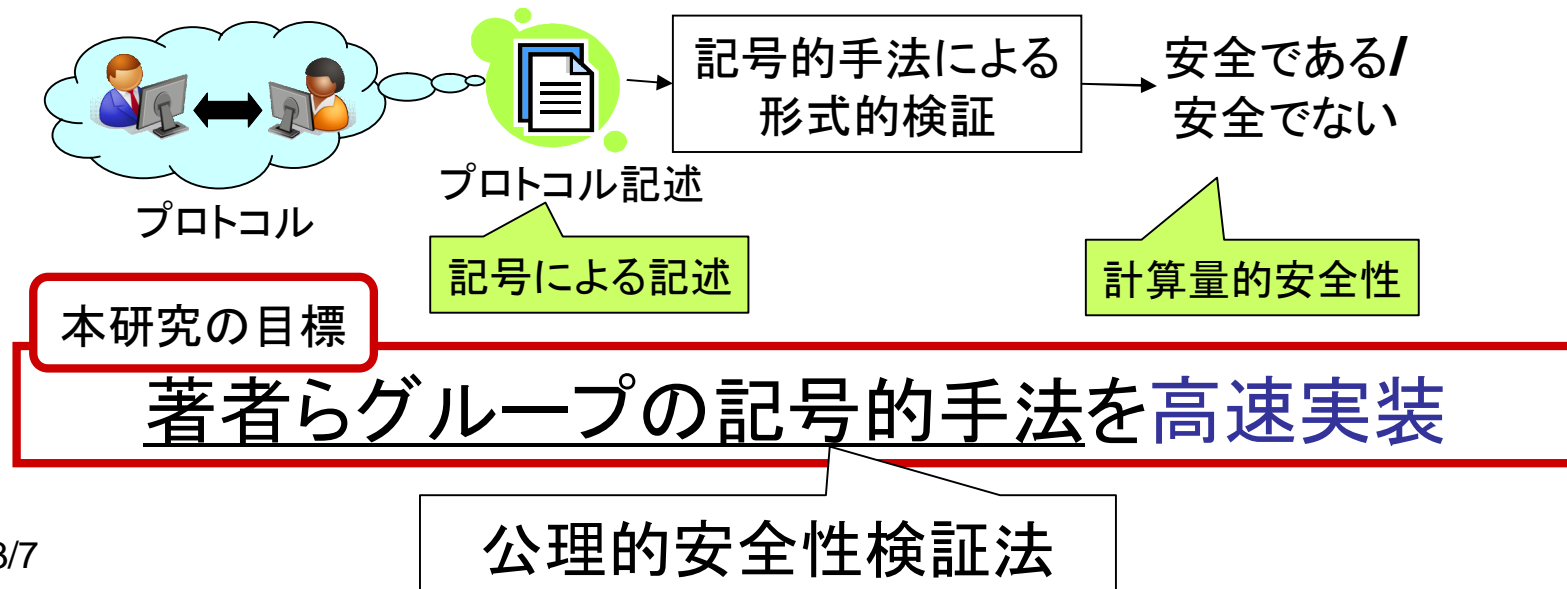 記号的手法による
形式的検証
安全である/
安全でない
プロトコル記述
プロトコル
記号による記述
計算量的安全性
本研究の目標
著者らグループの記号的手法を高速実装
公理的安全性検証法
3/7